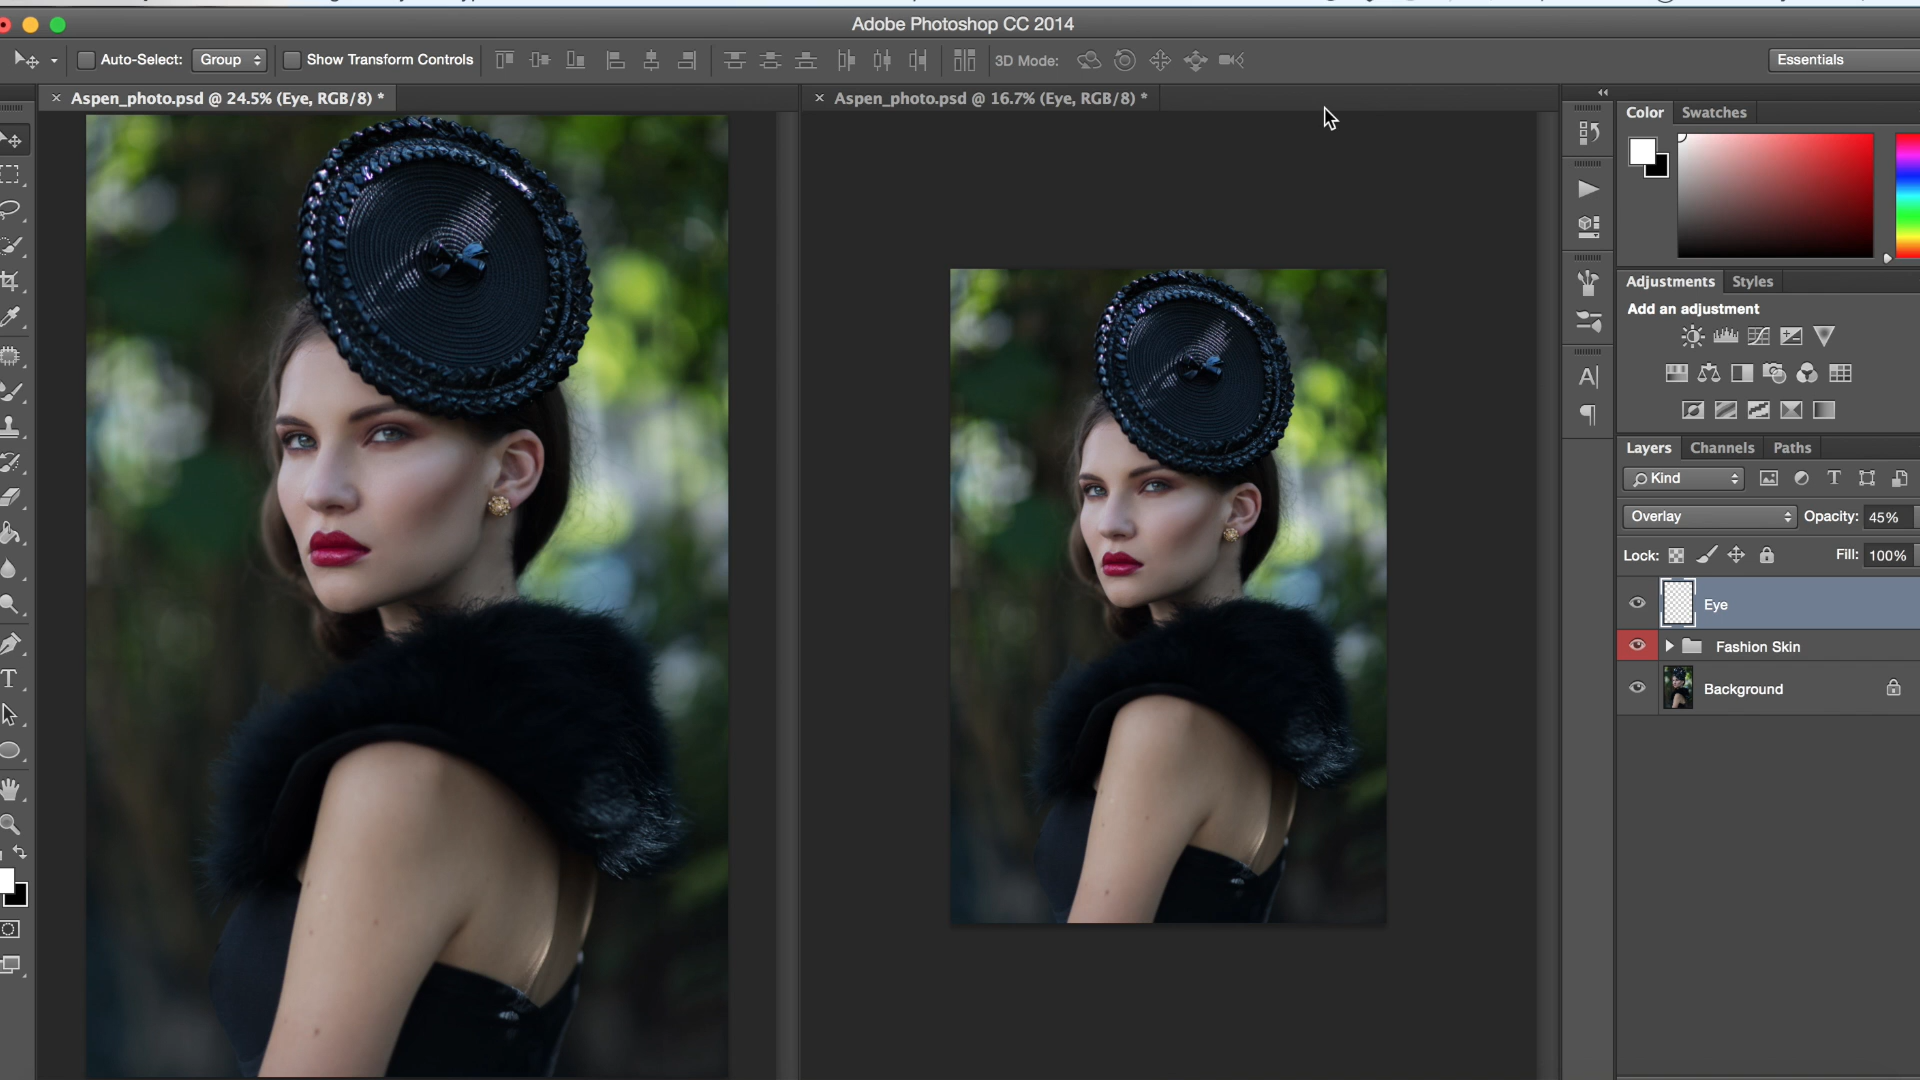 Adobe Photoshop CC 2014
Auto-Select: Group Show Transform Controls 3D Mode: Essentials
× Aspen_photo.psd @ 24.5% (Eye, RGB/8) *
× Aspen_photo.psd @ 16.7% (Eye, RGB/8) *
Color Swatches
Adjustments Styles
Add an adjustment
Layers Channels Paths
Kind
Overlay Opacity: 45%
Lock: Fill: 100%
Eye
Fashion Skin
Background